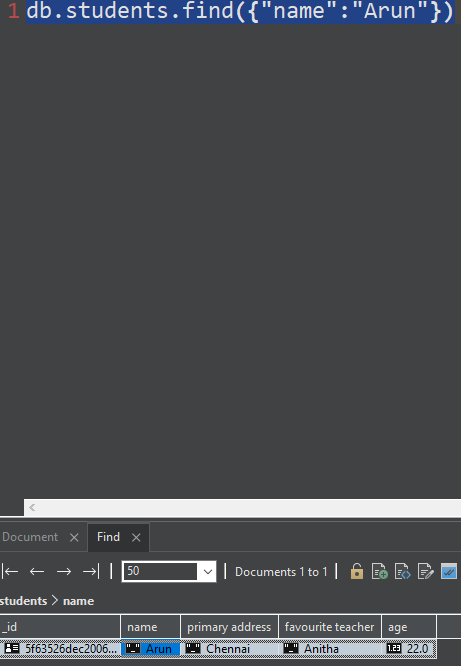 1 db.students.find({"name":"Arun"})
Document Find
50 Documents 1 to 1
students > name
_id name primary address favourite teacher age
5f63526dec2006... Arun Chennai Anitha 22.0